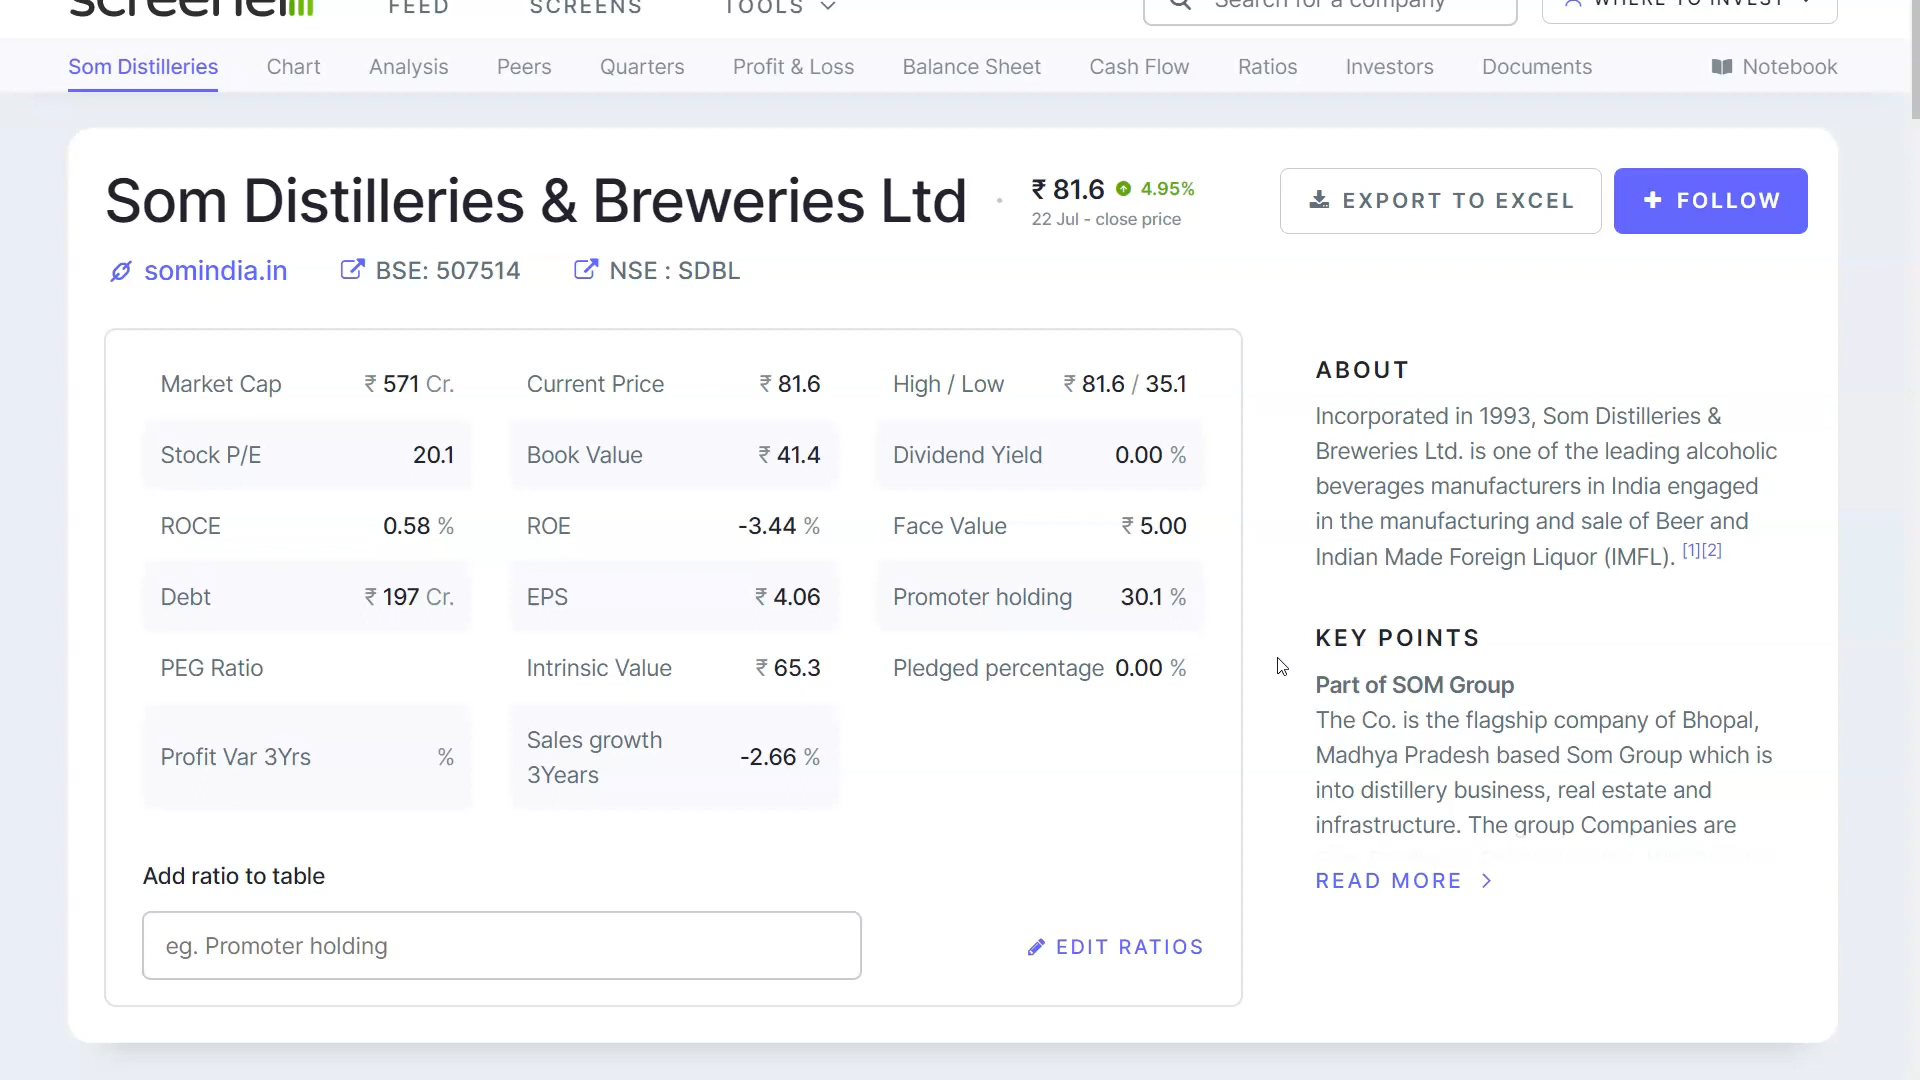 screener
FEED
SCREENS
TOOLS
Search for a company
WHERE TO INVEST
Som Distilleries
Chart
Analysis
Peers
Quarters
Profit & Loss
Balance Sheet
Cash Flow
Ratios
Investors
Documents
Notebook
Som Distilleries & Breweries Ltd
₹ 81.6 4.95%
22 Jul - close price
EXPORT TO EXCEL
+ FOLLOW
somindia.in
BSE: 507514
NSE : SDBL
Market Cap ₹ 571 Cr.
Current Price ₹ 81.6
High / Low ₹ 81.6 / 35.1
Stock P/E 20.1
Book Value ₹ 41.4
Dividend Yield 0.00 %
ROCE 0.58 %
ROE -3.44 %
Face Value ₹ 5.00
Debt ₹ 197 Cr.
EPS ₹ 4.06
Promoter holding 30.1 %
PEG Ratio
Intrinsic Value ₹ 65.3
Pledged percentage 0.00 %
Profit Var 3Yrs %
Sales growth
3Years -2.66 %
Add ratio to table
eg. Promoter holding
EDIT RATIOS
ABOUT
Incorporated in 1993, Som Distilleries &
Breweries Ltd. is one of the leading alcoholic
beverages manufacturers in India engaged
in the manufacturing and sale of Beer and
Indian Made Foreign Liquor (IMFL). [1][2]
KEY POINTS
Part of SOM Group
The Co. is the flagship company of Bhopal,
Madhya Pradesh based Som Group which is
into distillery business, real estate and
infrastructure. The group Companies are
READ MORE